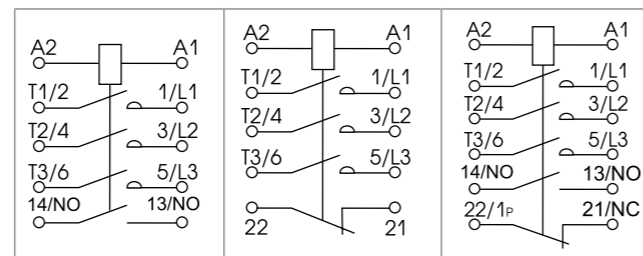 A2 A1
T1/2 1/L1
T2/4 3/L2
T3/6 5/L3
14/NO 13/NO
A2 A1
T1/2 1/L1
T2/4 3/L2
T3/6 5/L3
22 21
A2 A1
T1/2 1/L1
T2/4 3/L2
T3/6 5/L3
14/NO 13/NO
22/1P 21/NC